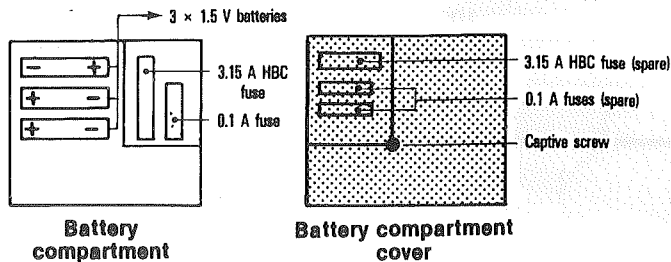 3 × 1.5 V batteries
− +
+ −
+ −
3.15 A HBC
fuse
0.1 A fuse
Battery
compartment
3.15 A HBC fuse (spare)
0.1 A fuses (spare)
Captive screw
Battery compartment
cover